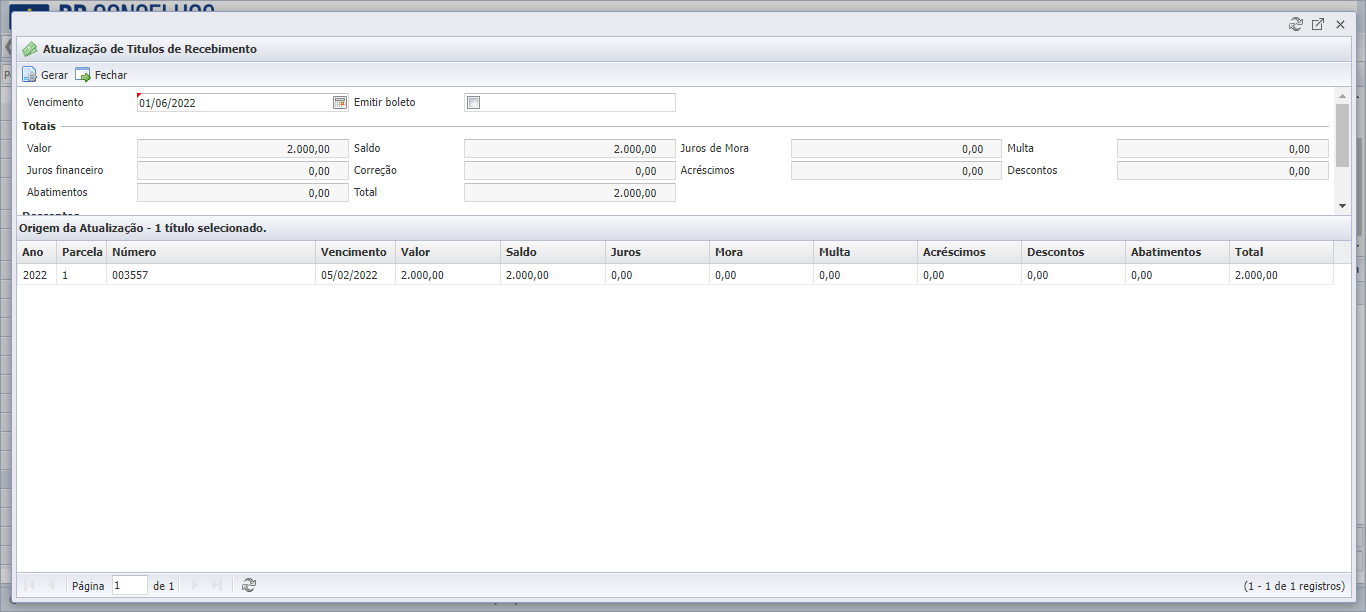 BR CONSELHOS
Atualização de Titulos de Recebimento
Gerar Fechar
Vencimento 01/06/2022 Emitir boleto
Totais
Valor 2.000,00 Saldo 2.000,00 Juros de Mora 0,00 Multa 0,00
Juros financeiro 0,00 Correção 0,00 Acréscimos 0,00 Descontos 0,00
Abatimentos 0,00 Total 2.000,00
Descontos
Origem da Atualização - 1 título selecionado.
Ano Parcela Número Vencimento Valor Saldo Juros Mora Multa Acréscimos Descontos Abatimentos Total
2022 1 003557 05/02/2022 2.000,00 2.000,00 0,00 0,00 0,00 0,00 0,00 0,00 2.000,00
Página 1 de 1 (1 - 1 de 1 registros)